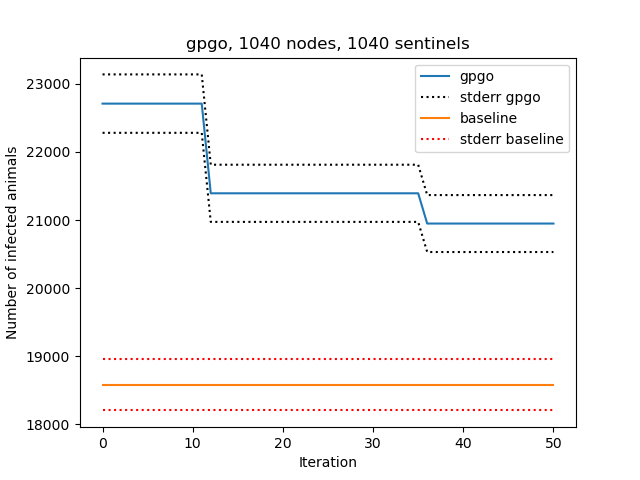 gpgo, 1040 nodes, 1040 sentinels
gpgo
stderr gpgo
baseline
stderr baseline
Number of infected animals
23000
22000
21000
20000
19000
18000
0 10 20 30 40 50
Iteration